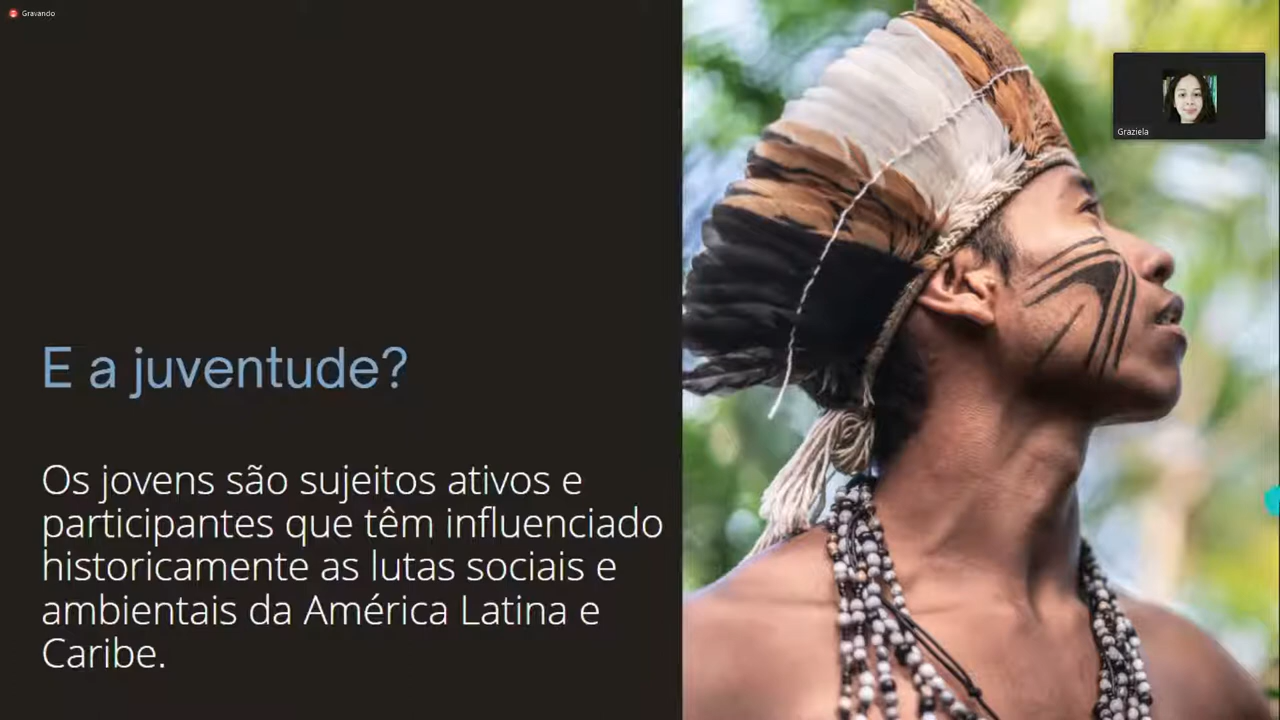 Gravando
Graziela
E a juventude?
Os jovens são sujeitos ativos e
participantes que têm influenciado
historicamente as lutas sociais e
ambientais da América Latina e
Caribe.